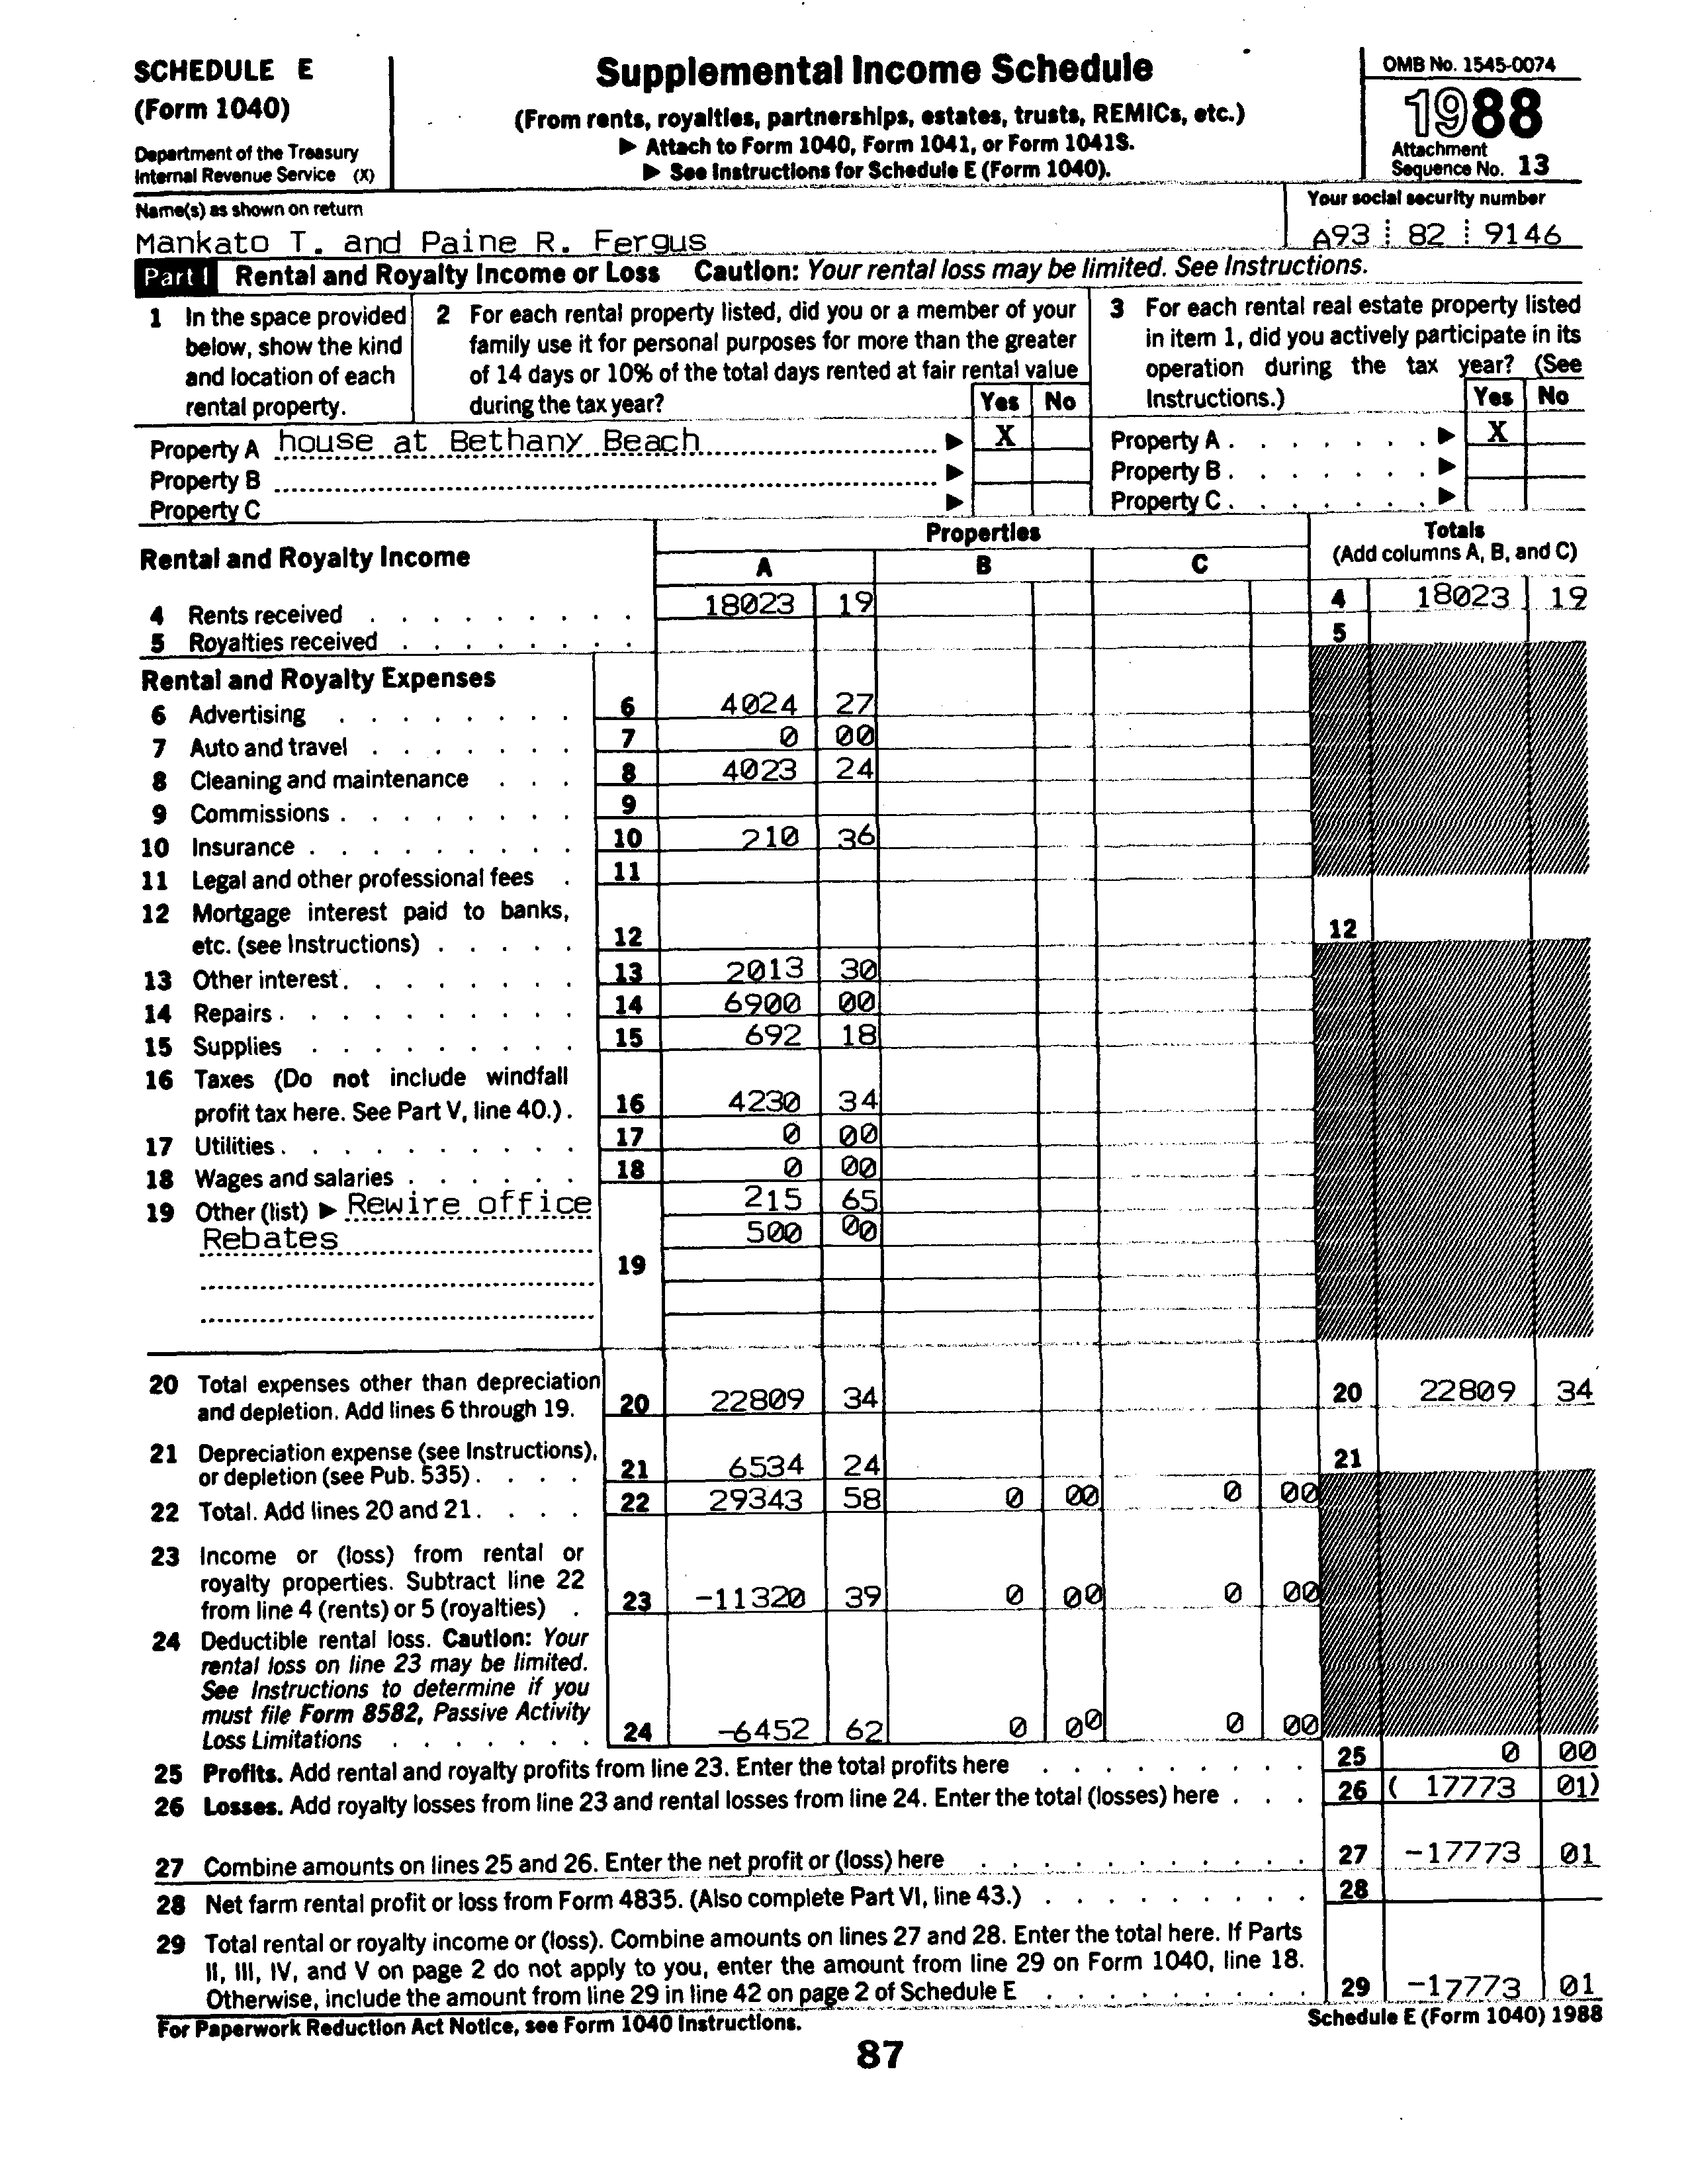 SCHEDULE E
(Form 1040)
Department of the Treasury
Internal Revenue Service (X)
Supplemental Income Schedule
(From rents, royalties, partnerships, estates, trusts, REMICs, etc.)
▶ Attach to Form 1040, Form 1041, or Form 1041S.
▶ See Instructions for Schedule E (Form 1040).
OMB No. 1545-0074
1988
Attachment
Sequence No. 13
Name(s) as shown on return
Your social security number
Mankato T. and Paine R. Fergus
A93 82 9146
Part I Rental and Royalty Income or Loss Caution: Your rental loss may be limited. See Instructions.
1 In the space provided
below, show the kind
and location of each
rental property.
2 For each rental property listed, did you or a member of your
family use it for personal purposes for more than the greater
of 14 days or 10% of the total days rented at fair rental value
during the tax year?
Yes No
3 For each rental real estate property listed
in item 1, did you actively participate in its
operation during the tax year? (See
Instructions.)
Yes No
Property A house at Bethany Beach ▶ X
Property A . . . . . . . ▶ X
Property B ▶
Property B . . . . . . . ▶
Property C ▶
Property C . . . . . . . ▶
Rental and Royalty Income
Properties
A B C
Totals
(Add columns A, B, and C)
4 Rents received . . . . . . . . . 18023 19 4 18023 19
5 Royalties received . . . . . . . . 5
Rental and Royalty Expenses
6 Advertising . . . . . . . . 6 4024 27
7 Auto and travel . . . . . . . 7 0 00
8 Cleaning and maintenance . . . 8 4023 24
9 Commissions . . . . . . . . 9
10 Insurance . . . . . . . . . 10 210 36
11 Legal and other professional fees . 11
12 Mortgage interest paid to banks,
etc. (see Instructions) . . . . . 12 12
13 Other interest . . . . . . . . 13 2013 30
14 Repairs . . . . . . . . . . 14 6900 00
15 Supplies . . . . . . . . . 15 692 18
16 Taxes (Do not include windfall
profit tax here. See Part V, line 40.) . 16 4230 34
17 Utilities . . . . . . . . . . 17 0 00
18 Wages and salaries . . . . . . 18 0 00
19 Other (list) ▶ Rewire office 215 65
Rebates 500 00
19
20 Total expenses other than depreciation
and depletion. Add lines 6 through 19. 20 22809 34 20 22809 34
21 Depreciation expense (see Instructions),
or depletion (see Pub. 535) . . . . 21 6534 24 21
22 Total. Add lines 20 and 21 . . . . 22 29343 58 0 00 0 00
23 Income or (loss) from rental or
royalty properties. Subtract line 22
from line 4 (rents) or 5 (royalties) . 23 -11320 39 0 00 0 00
24 Deductible rental loss. Caution: Your
rental loss on line 23 may be limited.
See Instructions to determine if you
must file Form 8582, Passive Activity
Loss Limitations . . . . . . . 24 -6452 62 0 00 0 00
25 Profits. Add rental and royalty profits from line 23. Enter the total profits here . . . . . . . . . 25 0 00
26 Losses. Add royalty losses from line 23 and rental losses from line 24. Enter the total (losses) here . . . 26 ( 17773 01)
27 Combine amounts on lines 25 and 26. Enter the net profit or (loss) here . . . . . . . . . . . 27 -17773 01
28 Net farm rental profit or loss from Form 4835. (Also complete Part VI, line 43.) . . . . . . . . . 28
29 Total rental or royalty income or (loss). Combine amounts on lines 27 and 28. Enter the total here. If Parts
II, III, IV, and V on page 2 do not apply to you, enter the amount from line 29 on Form 1040, line 18.
Otherwise, include the amount from line 29 in line 42 on page 2 of Schedule E . . . . . . . . . 29 -17773 01
For Paperwork Reduction Act Notice, see Form 1040 Instructions.
Schedule E (Form 1040) 1988
87